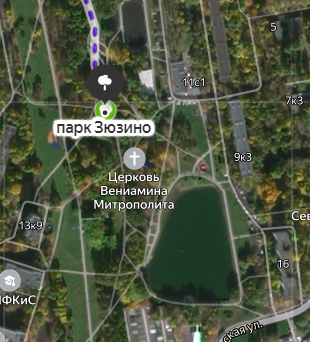 5
11с1
7к3
парк Зюзино
9к3
Церковь
Вениамина
Митрополита
13к9
Сев
16
ФКиС
ская ул.